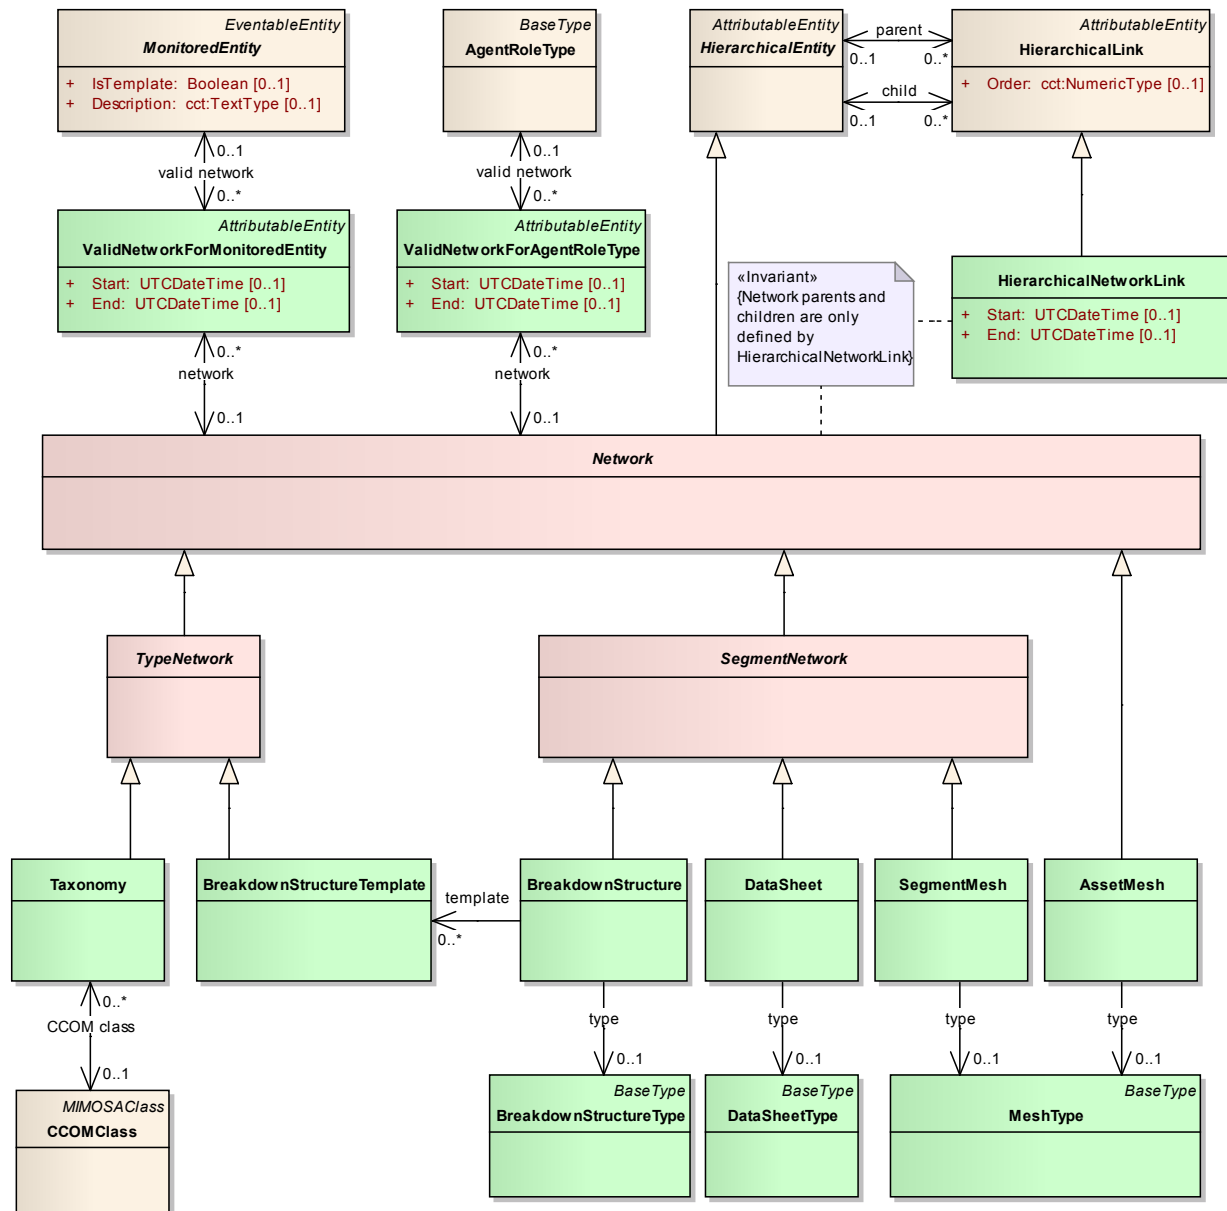 EventableEntity
MonitoredEntity
+ IsTemplate: Boolean [0..1]
+ Description: cct:TextType [0..1]
BaseType
AgentRoleType
AttributableEntity
HierarchicalEntity
parent
0..1
0..*
child
0..1
0..*
AttributableEntity
HierarchicalLink
+ Order: cct:NumericType [0..1]
0..1
valid network
0..*
0..1
valid network
0..*
AttributableEntity
ValidNetworkForMonitoredEntity
+ Start: UTCDateTime [0..1]
+ End: UTCDateTime [0..1]
AttributableEntity
ValidNetworkForAgentRoleType
+ Start: UTCDateTime [0..1]
+ End: UTCDateTime [0..1]
«Invariant»
{Network parents and
children are only
defined by
HierarchicalNetworkLink}
HierarchicalNetworkLink
+ Start: UTCDateTime [0..1]
+ End: UTCDateTime [0..1]
0..*
network
0..1
0..*
network
0..1
Network
TypeNetwork
SegmentNetwork
Taxonomy
BreakdownStructureTemplate
template
0..*
BreakdownStructure
DataSheet
SegmentMesh
AssetMesh
0..*
CCOM class
0..1
type
0..1
type
0..1
type
0..1
type
0..1
MIMOSAClass
CCOMClass
BaseType
BreakdownStructureType
BaseType
DataSheetType
BaseType
MeshType